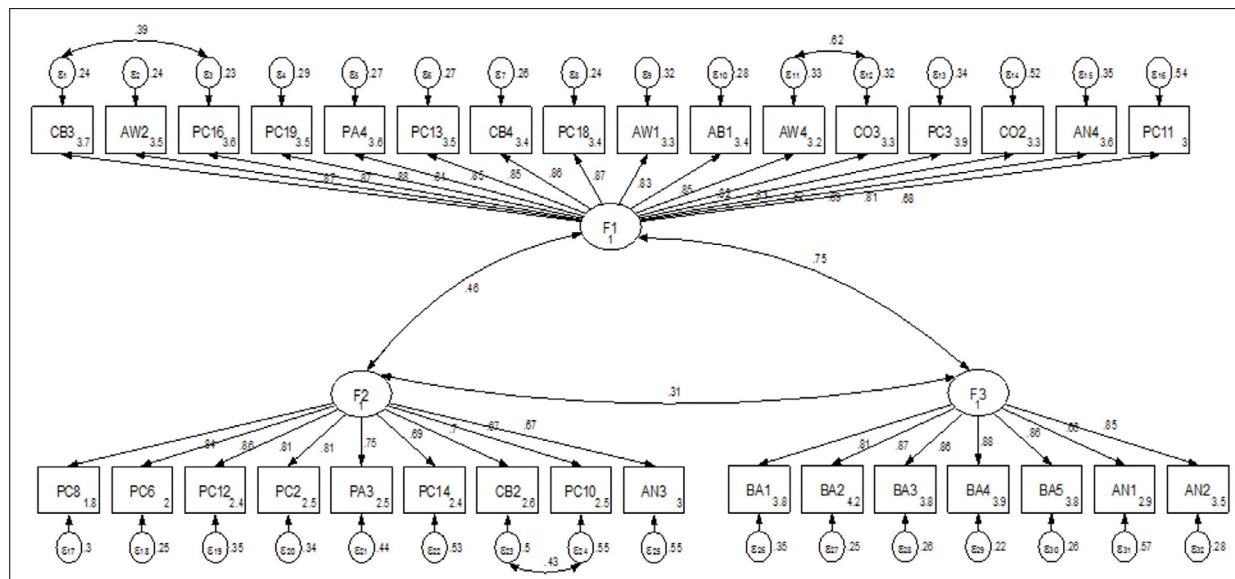 .39 .62
ε1 .24 ε2 .24 ε3 .23 ε4 .29 ε5 .27 ε6 .27 ε7 .26 ε8 .24 ε9 .32 ε10 .28 ε11 .33 ε12 .32 ε13 .34 ε14 .52 ε15 .35 ε16 .54
CB3 AW2 PC16 PC19 PA4 PC13 CB4 PC18 AW1 AB1 AW4 CO3 PC3 CO2 AN4 PC11
3.7 3.5 3.6 3.5 3.6 3.5 3.4 3.4 3.3 3.4 3.2 3.3 3.9 3.3 3.6 3
.87 .87 .88 .84 .85 .85 .86 .87 .83 .85 .81 .68
F1
1
.75
.46
F2
1
.31
F3
1
.84 .86 .81 .81 .75 .69 .7 .67 .67
.81 .87 .86 .88 .86 .85
PC8 PC6 PC12 PC2 PA3 PC14 CB2 PC10 AN3 BA1 BA2 BA3 BA4 BA5 AN1 AN2
1.8 2 2.4 2.5 2.5 2.4 2.6 2.5 3 3.8 4.2 3.8 3.9 3.8 2.9 3.5
ε17 .3 ε18 .25 ε19 .35 ε20 .34 ε21 .44 ε22 .53 ε23 .5 ε24 .55 ε25 .55 ε26 .35 ε27 .25 ε28 .26 ε29 .22 ε30 .26 ε31 .57 ε32 .28
.43